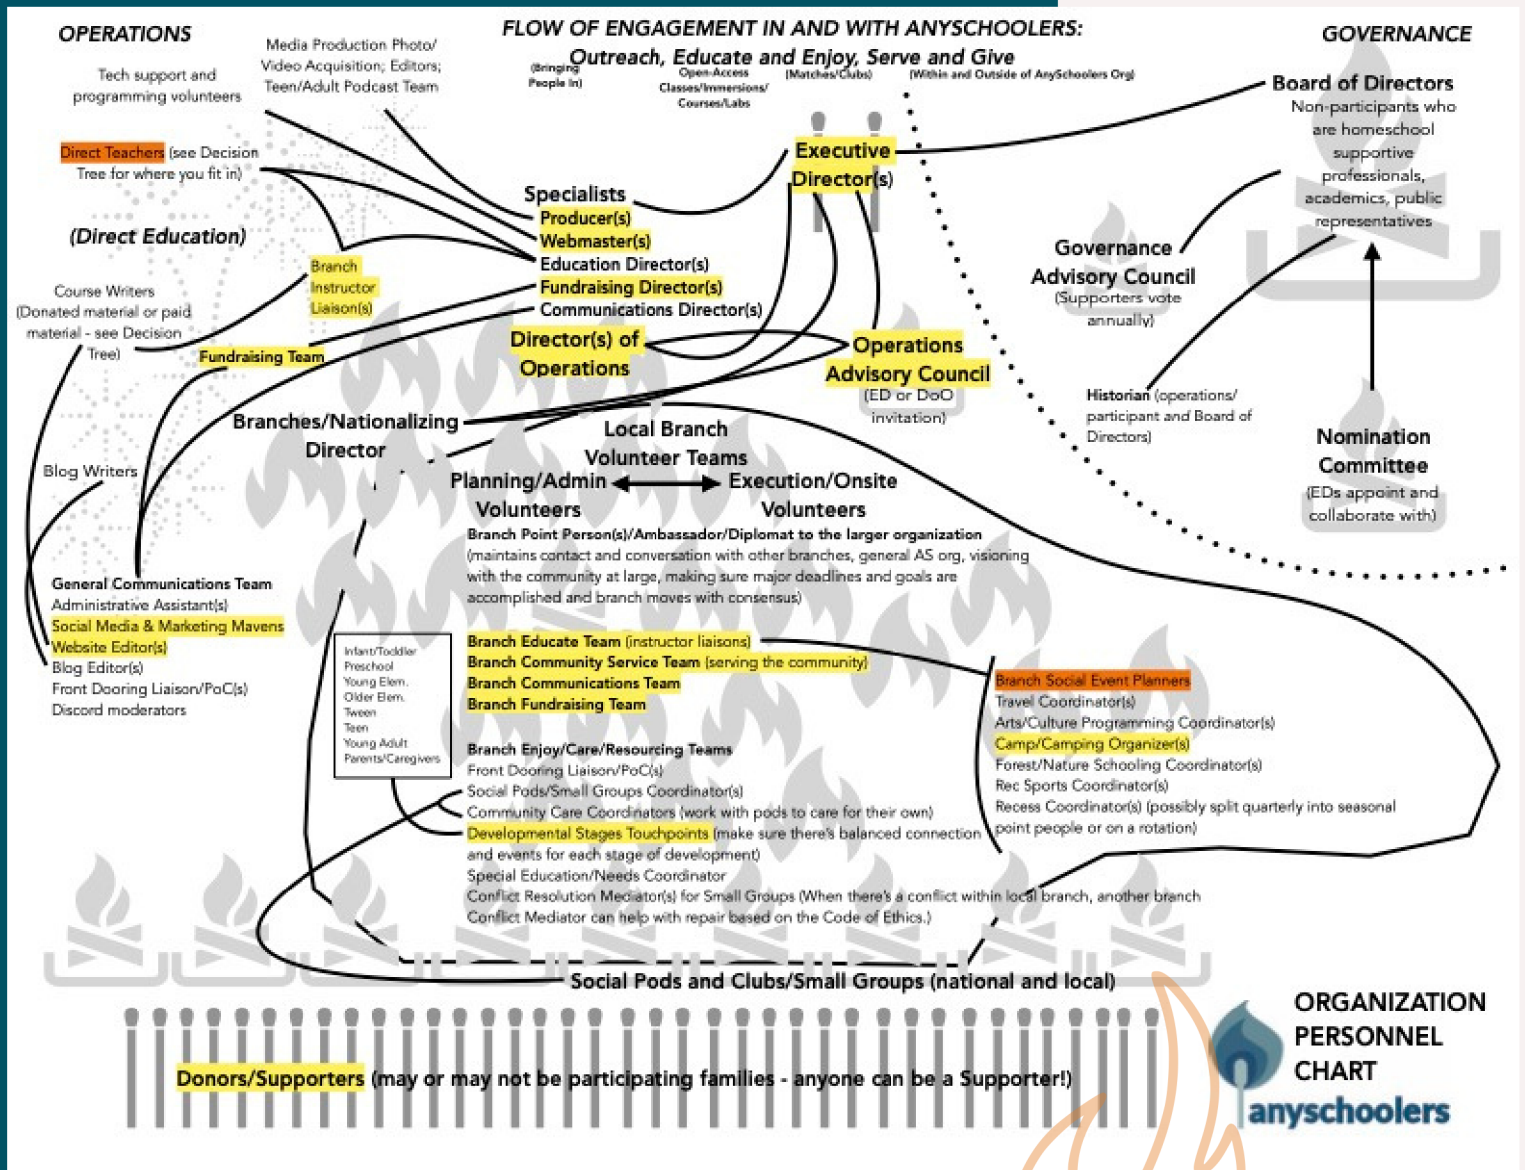 OPERATIONS
FLOW OF ENGAGEMENT IN AND WITH ANYSCHOOLERS:
Outreach, Educate and Enjoy, Serve and Give
(Bringing
People In)
Open-Access
Classes/Immersions/
Courses/Labs
(Matches/Clubs)
(Within and Outside of AnySchoolers Org)
GOVERNANCE
Tech support and
programming volunteers
Media Production Photo/
Video Acquisition; Editors;
Teen/Adult Podcast Team
Direct Teachers (see Decision
Tree for where you fit in)
(Direct Education)
Course Writers
(Donated material or paid
material - see Decision
Tree)
Branch
Instructor
Liaison(s)
Fundraising Team
Blog Writers
Specialists
Producer(s)
Webmaster(s)
Education Director(s)
Fundraising Director(s)
Communications Director(s)
Director(s) of
Operations
Executive
Director(s)
Operations
Advisory Council
(ED or DoO
invitation)
Board of Directors
Non-participants who
are homeschool
supportive
professionals,
academics, public
representatives
Governance
Advisory Council
(Supporters vote
annually)
Historian (operations/
participant and Board of
Directors)
Nomination
Committee
(EDs appoint and
collaborate with)
Branches/Nationalizing
Director
Local Branch
Volunteer Teams
Planning/Admin
Volunteers
Execution/Onsite
Volunteers
Branch Point Person(s)/Ambassador/Diplomat to the larger organization
(maintains contact and conversation with other branches, general AS org, visioning
with the community at large, making sure major deadlines and goals are
accomplished and branch moves with consensus)
General Communications Team
Administrative Assistant(s)
Social Media & Marketing Mavens
Website Editor(s)
Blog Editor(s)
Front Dooring Liaison/PoC(s)
Discord moderators
Infant/Toddler
Preschool
Young Elem.
Older Elem.
Tween
Teen
Young Adult
Parents/Caregivers
Branch Educate Team (instructor liaisons)
Branch Community Service Team (serving the community)
Branch Communications Team
Branch Fundraising Team
Branch Enjoy/Care/Resourcing Teams
Front Dooring Liaison/PoC(s)
Social Pods/Small Groups Coordinator(s)
Community Care Coordinators (work with pods to care for their own)
Developmental Stages Touchpoints (make sure there's balanced connection
and events for each stage of development)
Special Education/Needs Coordinator
Conflict Resolution Mediator(s) for Small Groups (When there's a conflict within local branch, another branch
Conflict Mediator can help with repair based on the Code of Ethics.)
Branch Social Event Planners
Travel Coordinator(s)
Arts/Culture Programming Coordinator(s)
Camp/Camping Organizer(s)
Forest/Nature Schooling Coordinator(s)
Rec Sports Coordinator(s)
Recess Coordinator(s) (possibly split quarterly into seasonal
point people or on a rotation)
Social Pods and Clubs/Small Groups (national and local)
Donors/Supporters (may or may not be participating families - anyone can be a Supporter!)
ORGANIZATION
PERSONNEL
CHART
anyschoolers